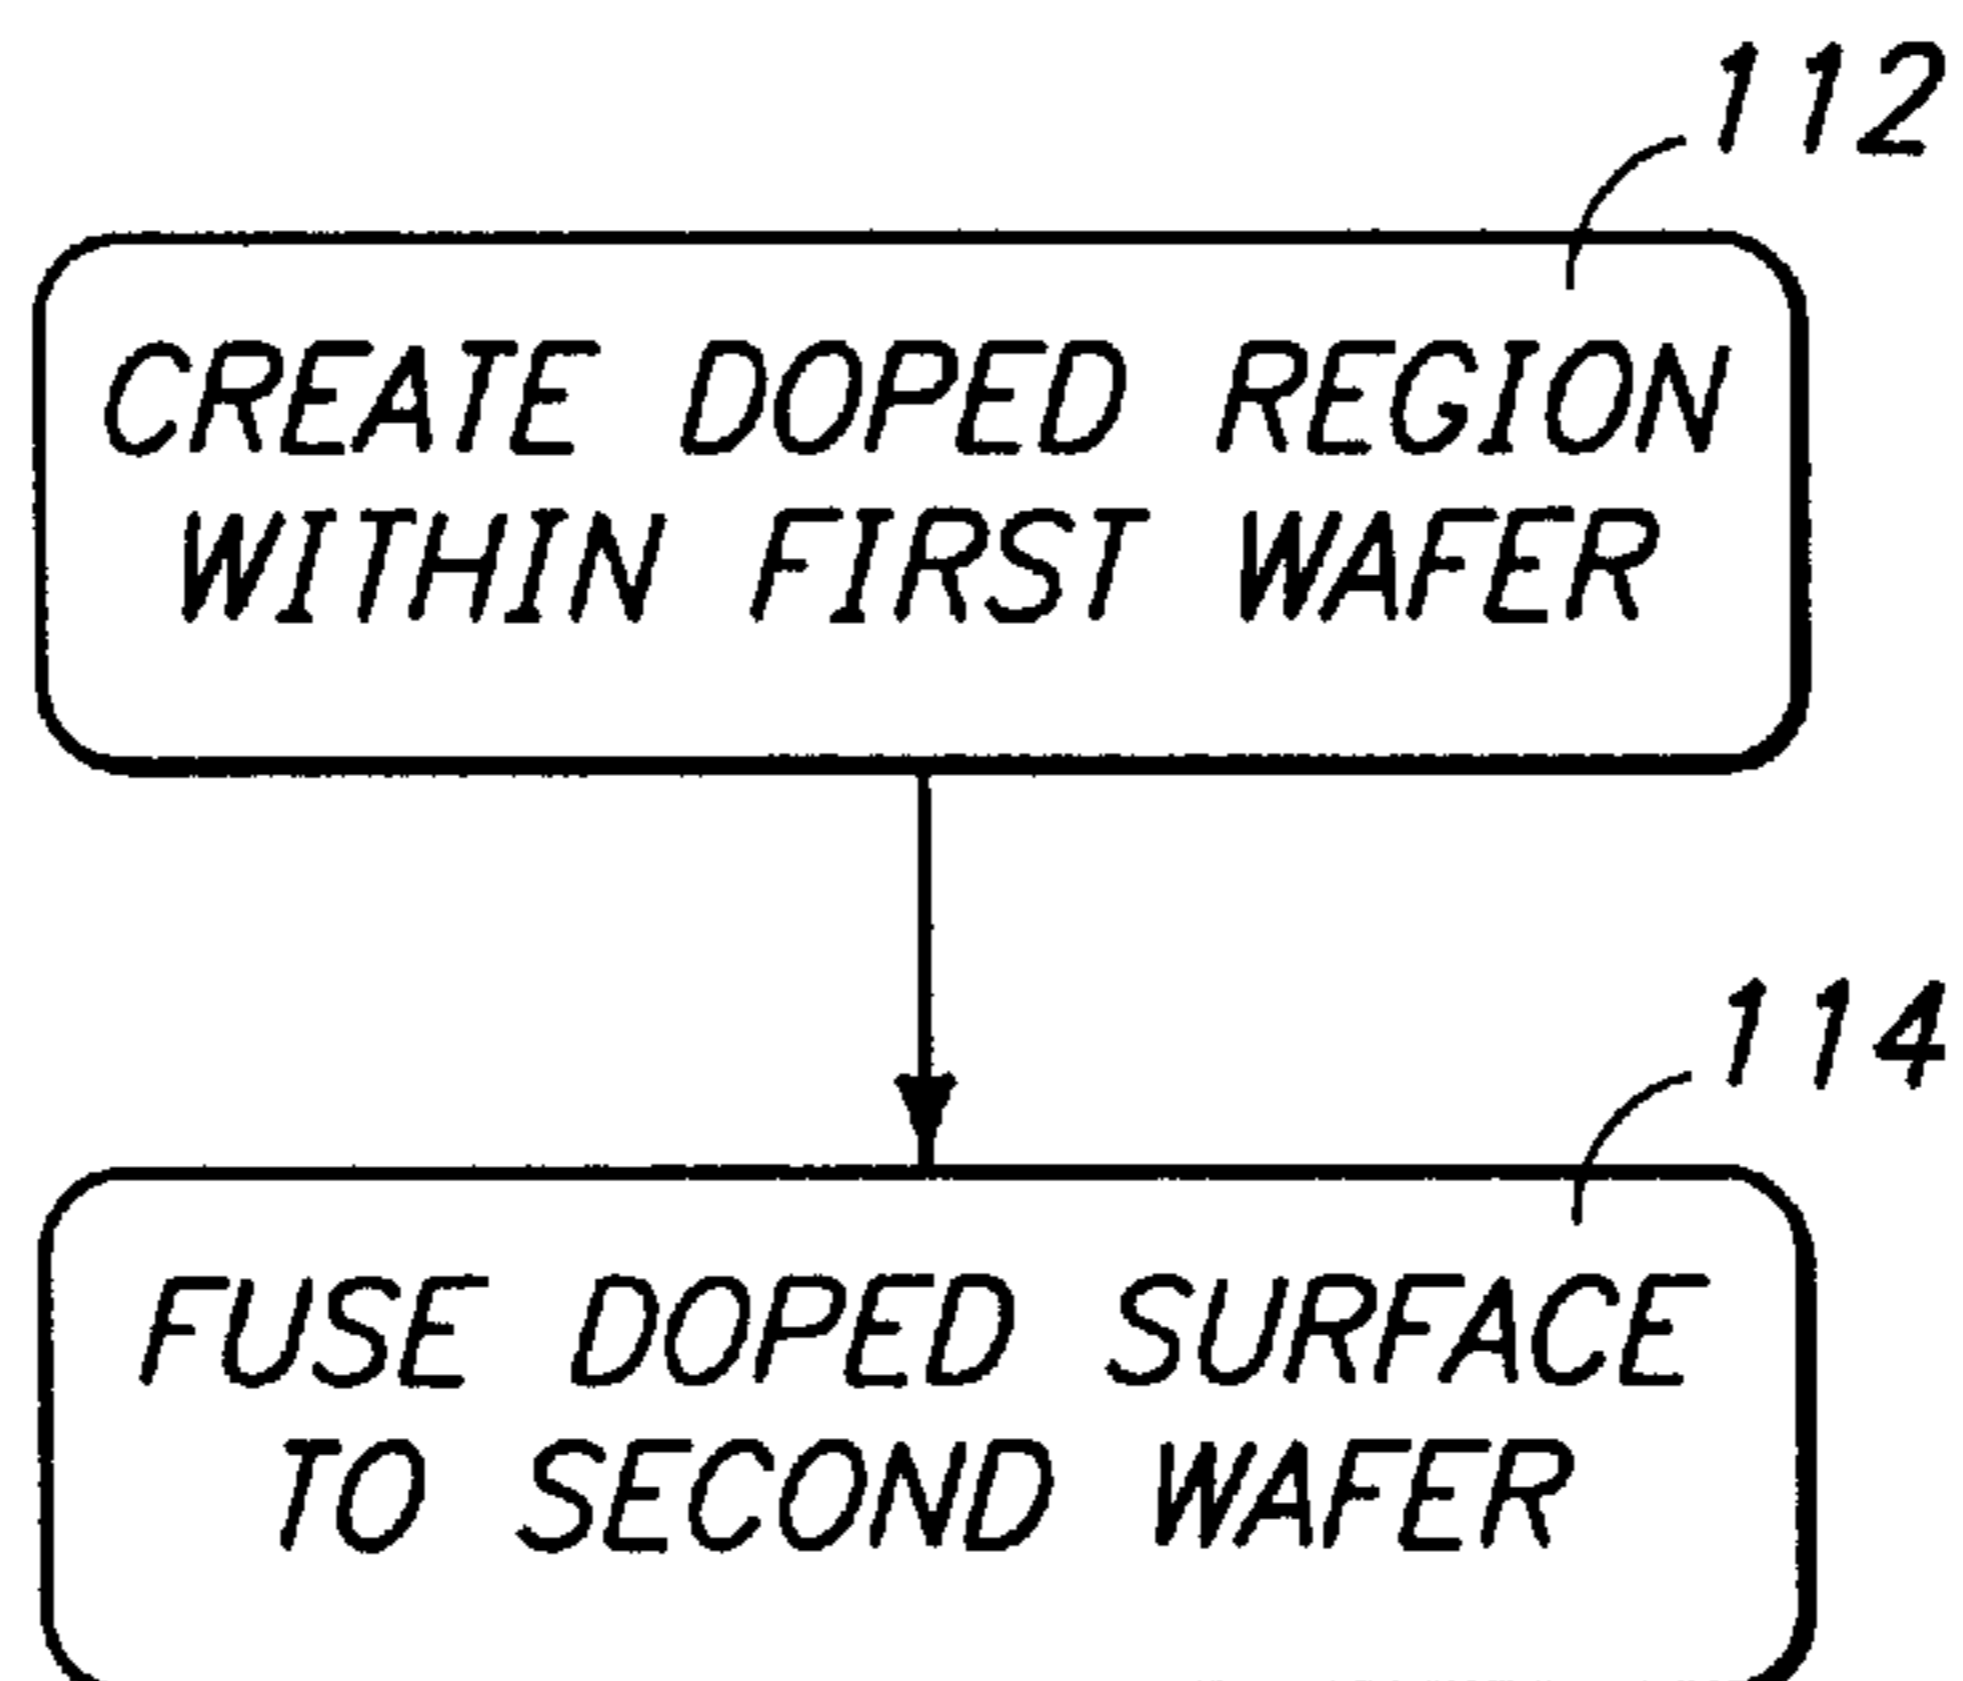 112
CREATE DOPED REGION
WITHIN FIRST WAFER
114
FUSE DOPED SURFACE
TO SECOND WAFER